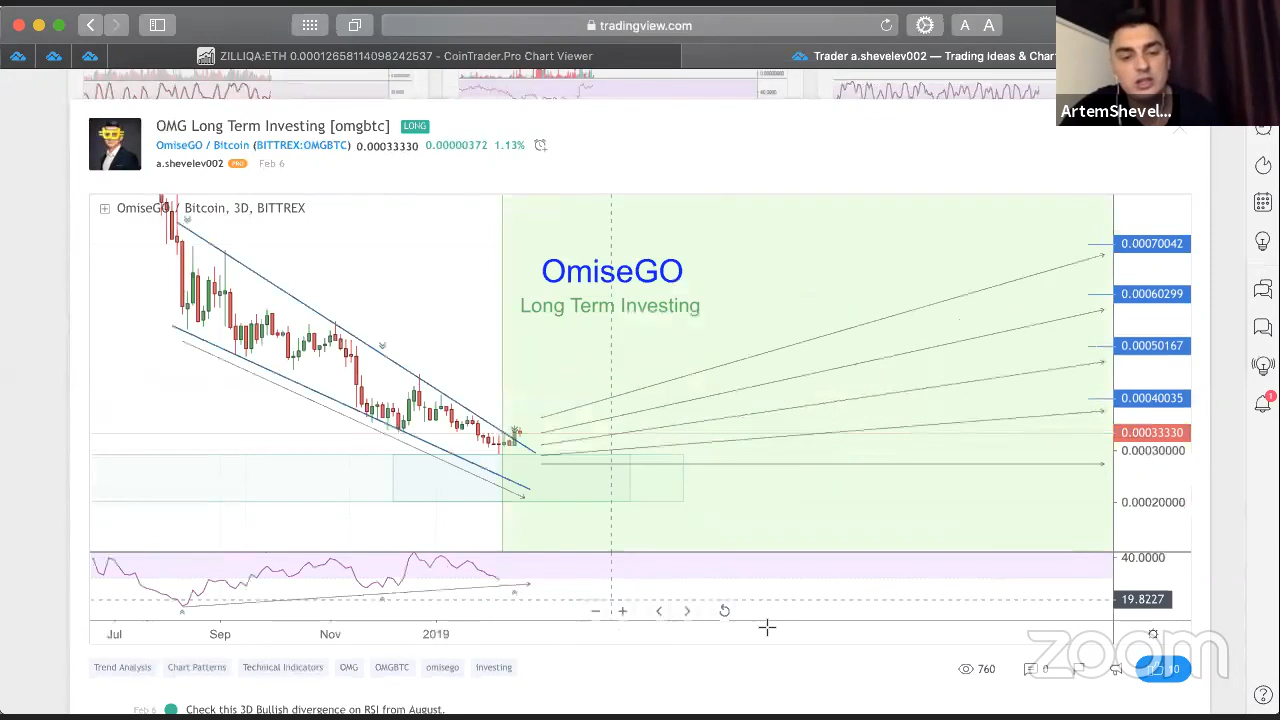 tradingview.com
A A
ZILLIQA:ETH 0.00012658114098242537 - CoinTrader.Pro Chart Viewer
Trader a.shevelev002 — Trading Ideas & Char
ArtemShevel...
OMG Long Term Investing [omgbtc] LONG
OmiseGO / Bitcoin (BITTREX:OMGBTC) 0.00033330 0.00000372 1.13%
a.shevelev002 PRO Feb 6
OmiseGO / Bitcoin, 3D, BITTREX
OmiseGO
Long Term Investing
0.00070042
0.00060299
0.00050167
0.00040035
0.00033330
0.00030000
0.00020000
40.0000
19.8227
Jul Sep Nov 2019
1
zoom
Trend Analysis Chart Patterns Technical Indicators OMG OMGBTC omisego Investing
760 0 10
Feb 6 Check this 3D Bullish divergence on RSI from August.